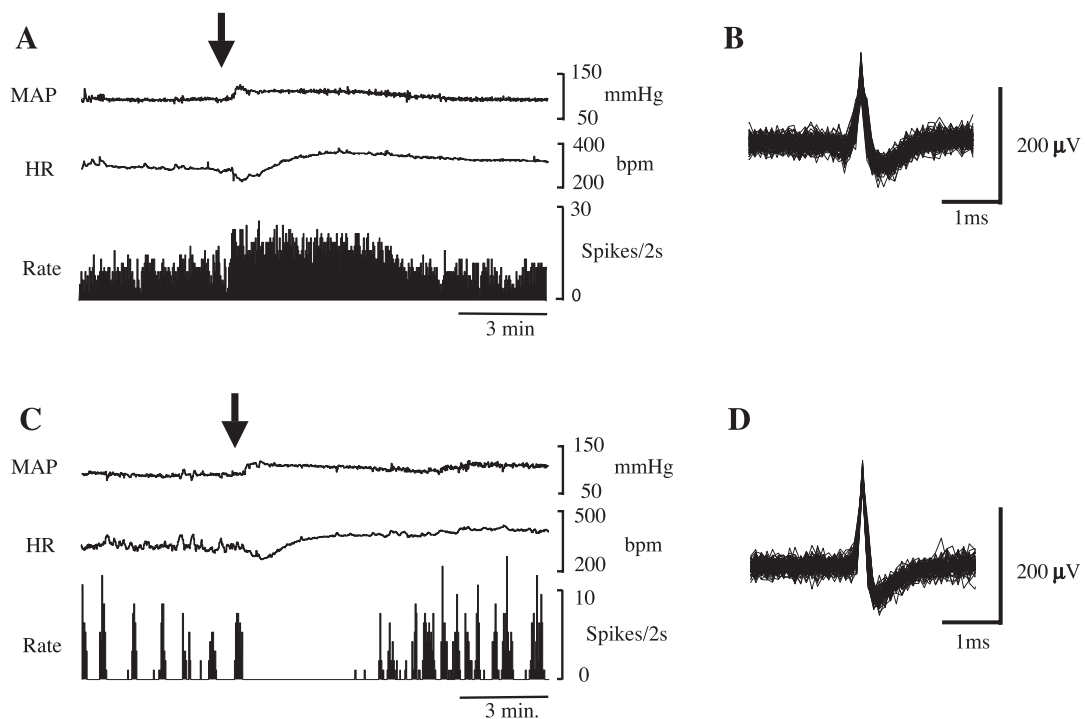 A
MAP
150
mmHg
50
HR
400
bpm
200
Rate
30
Spikes/2s
0
3 min
B
200 μV
1ms
C
MAP
150
mmHg
50
HR
500
bpm
200
Rate
10
Spikes/2s
0
3 min.
D
200 μV
1ms